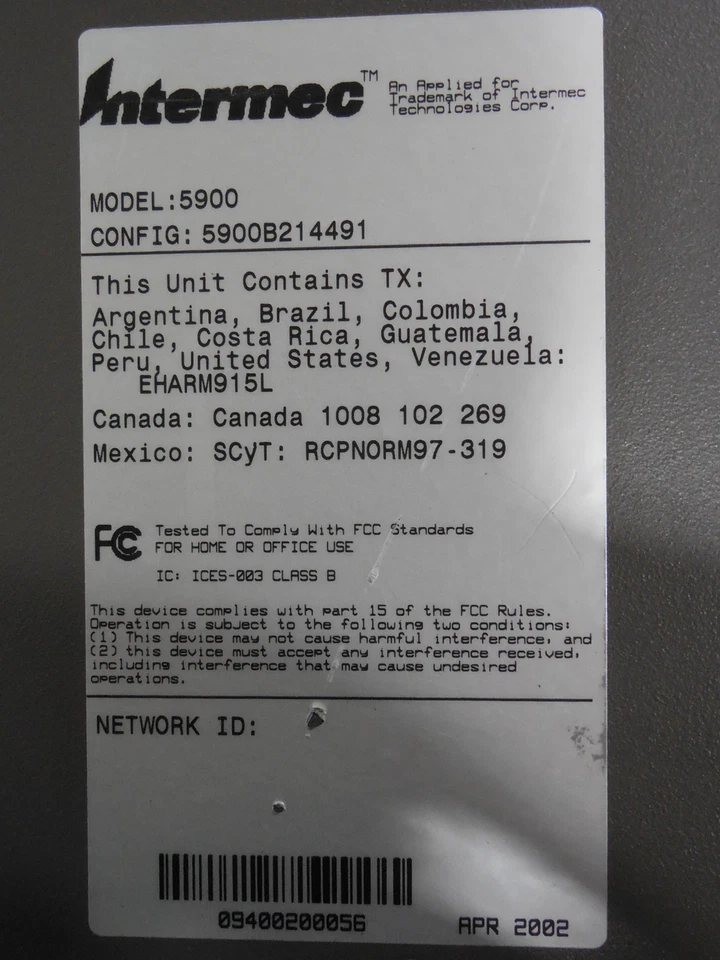 Intermec™
An Applied for
Trademark of Intermec
Technologies Corp.
MODEL:5900
CONFIG: 5900B214491
This Unit Contains TX:
Argentina, Brazil, Colombia,
Chile, Costa Rica, Guatemala,
Peru, United States, Venezuela:
EHARM915L
Canada: Canada 1008 102 269
Mexico: SCyT: RCPNORM97-319
FC Tested To Comply With FCC Standards
FOR HOME OR OFFICE USE
IC: ICES-003 CLASS B
This device complies with part 15 of the FCC Rules.
Operation is subject to the following two conditions:
(1) This device may not cause harmful interference, and
(2) this device must accept any interference received,
including interference that may cause undesired
operations.
NETWORK ID:
09400200056
APR 2002